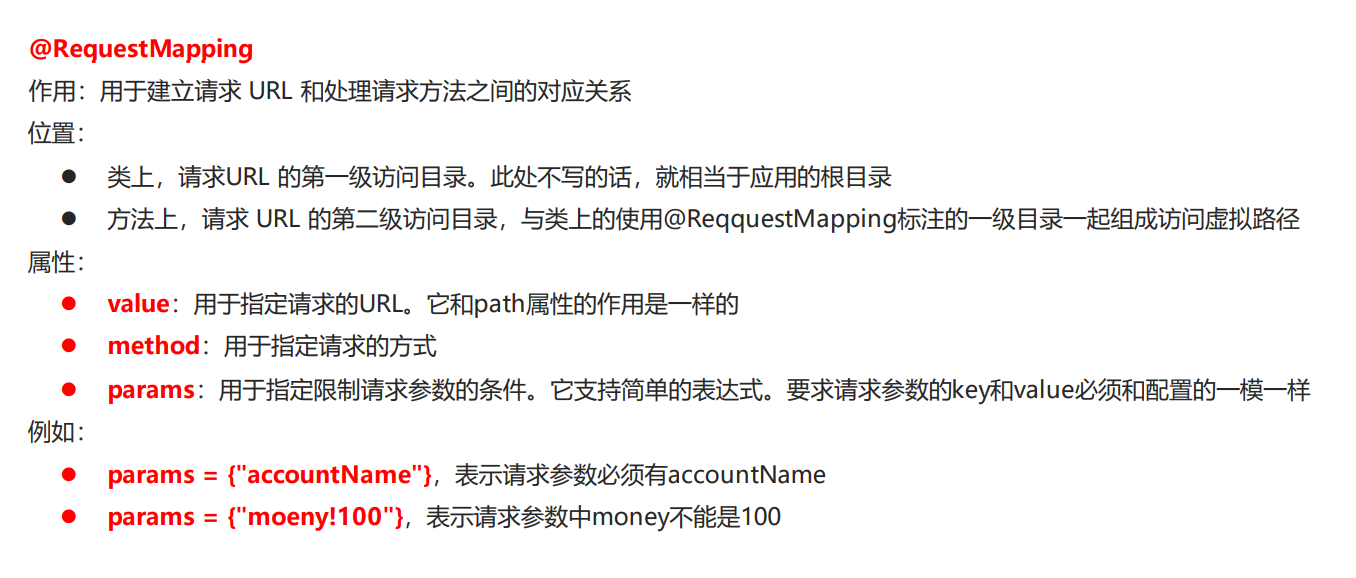 @RequestMapping
作用：用于建立请求 URL 和处理请求方法之间的对应关系
位置：
● 类上，请求URL 的第一级访问目录。此处不写的话，就相当于应用的根目录
● 方法上，请求 URL 的第二级访问目录，与类上的使用@ReqquestMapping标注的一级目录一起组成访问虚拟路径
属性：
● value：用于指定请求的URL。它和path属性的作用是一样的
● method：用于指定请求的方式
● params：用于指定限制请求参数的条件。它支持简单的表达式。要求请求参数的key和value必须和配置的一模一样
例如：
● params = {"accountName"}，表示请求参数必须有accountName
● params = {"moeny!100"}，表示请求参数中money不能是100